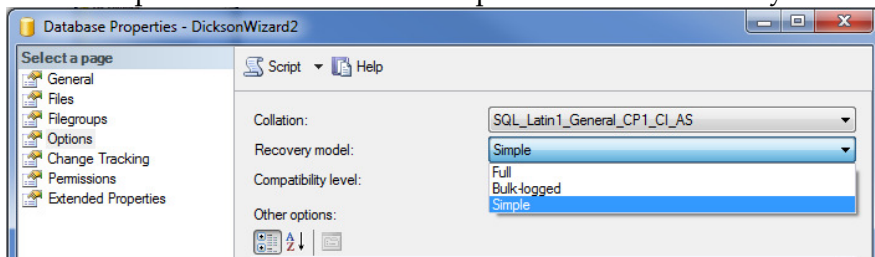 Database Properties - DicksonWizard2
Select a page
General
Files
Filegroups
Options
Change Tracking
Permissions
Extended Properties
Script Help
Collation: SQL_Latin1_General_CP1_CI_AS
Recovery model: Simple
Full
Bulk-logged
Simple
Compatibility level:
Other options: